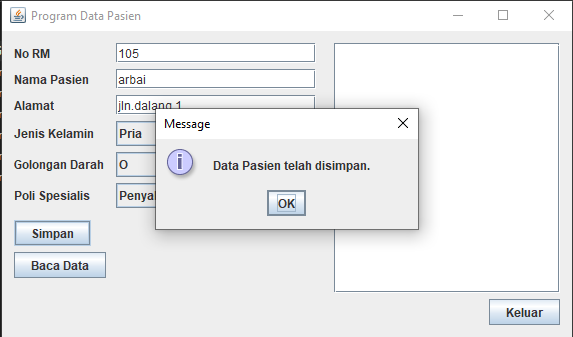 Program Data Pasien
No RM 105
Nama Pasien arbai
Alamat jln.dalang 1
Jenis Kelamin Pria
Golongan Darah O
Poli Spesialis
Message
Data Pasien telah disimpan.
OK
Simpan
Baca Data
Keluar